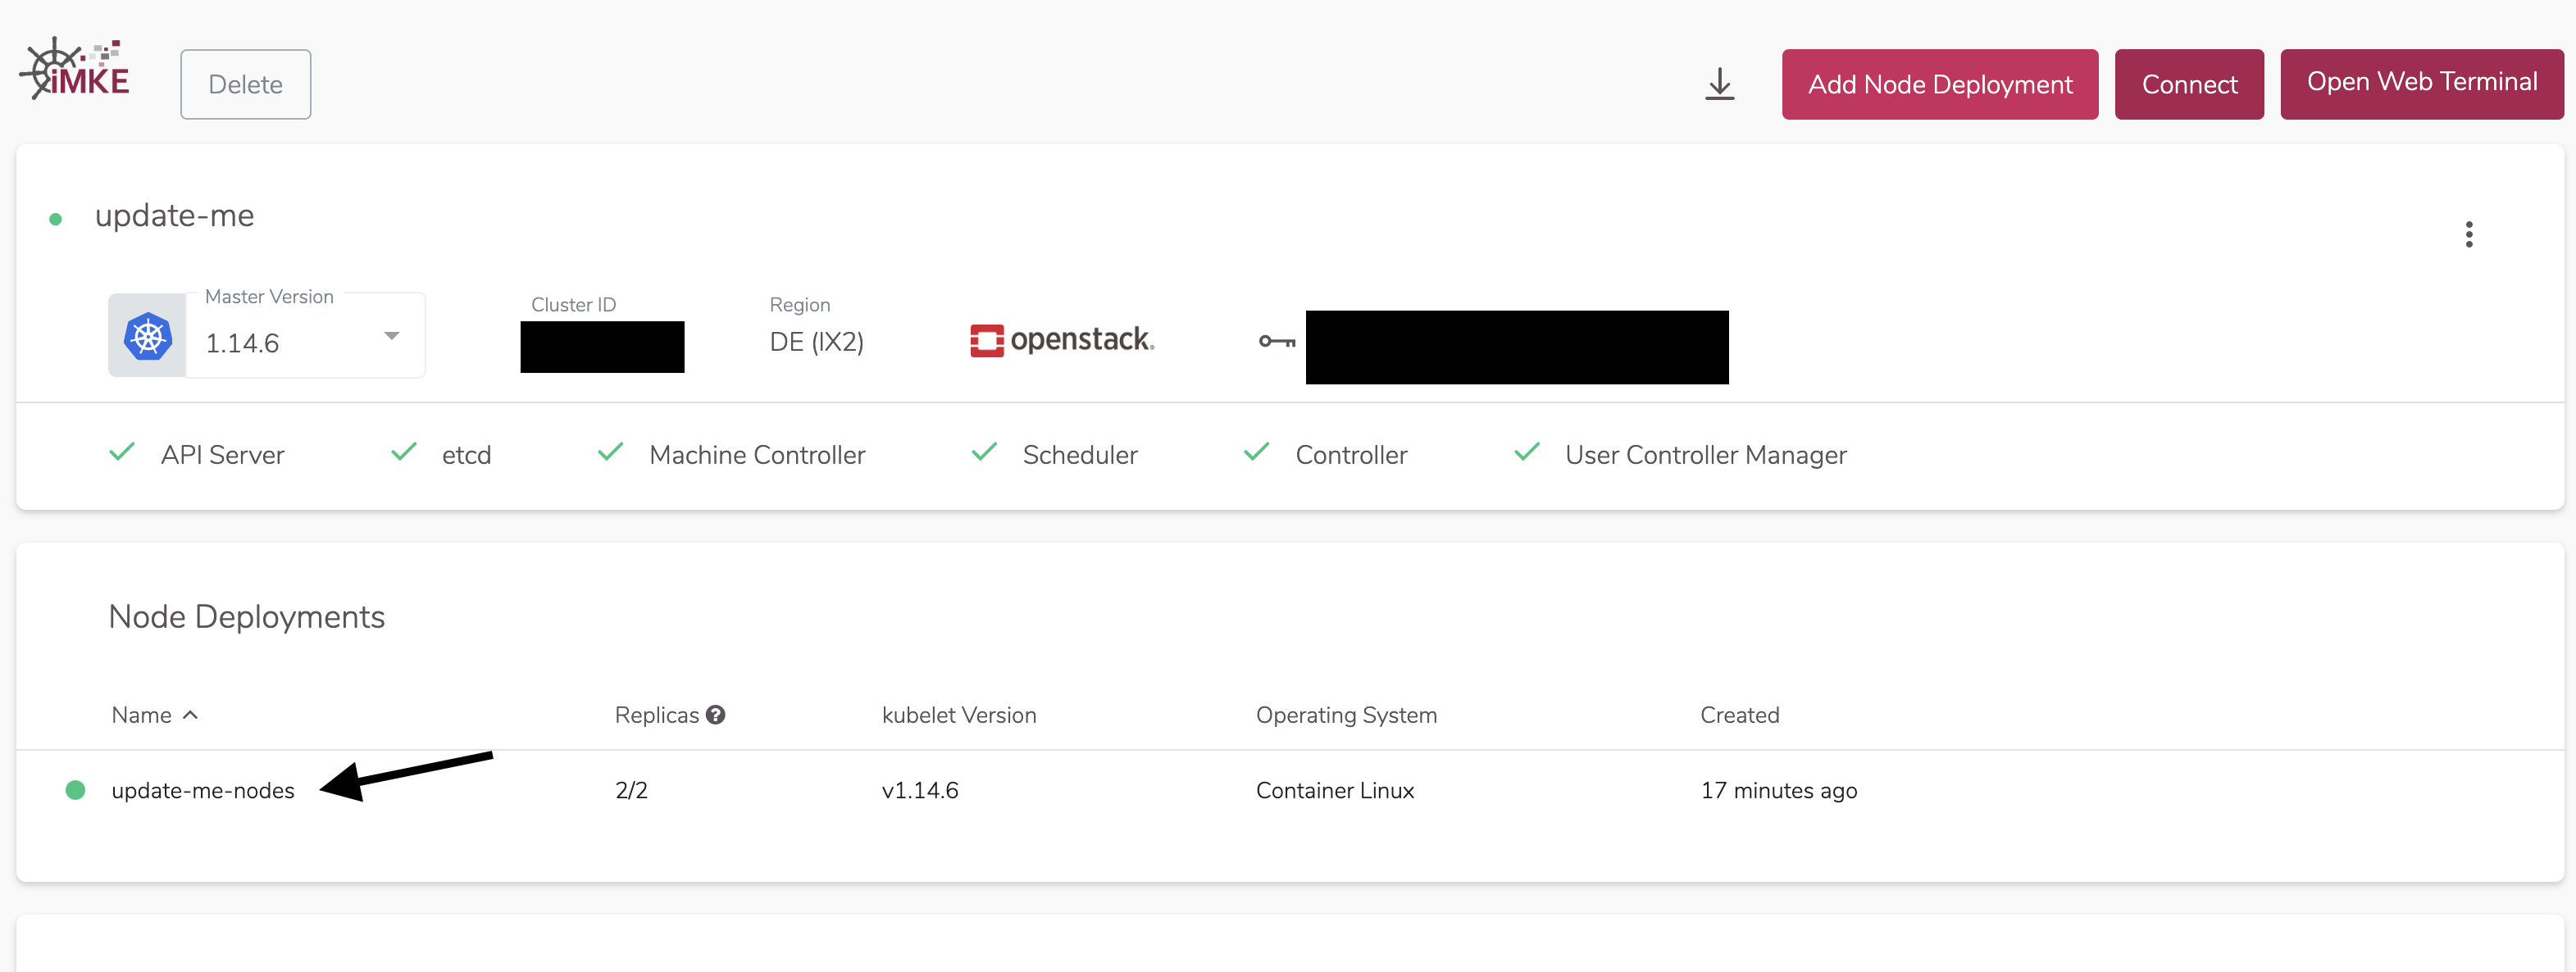 iMKE
Delete
Add Node Deployment
Connect
Open Web Terminal
update-me
Master Version
1.14.6
Cluster ID
Region
DE (IX2)
openstack.
API Server
etcd
Machine Controller
Scheduler
Controller
User Controller Manager
Node Deployments
Name
Replicas ?
kubelet Version
Operating System
Created
update-me-nodes
2/2
v1.14.6
Container Linux
17 minutes ago